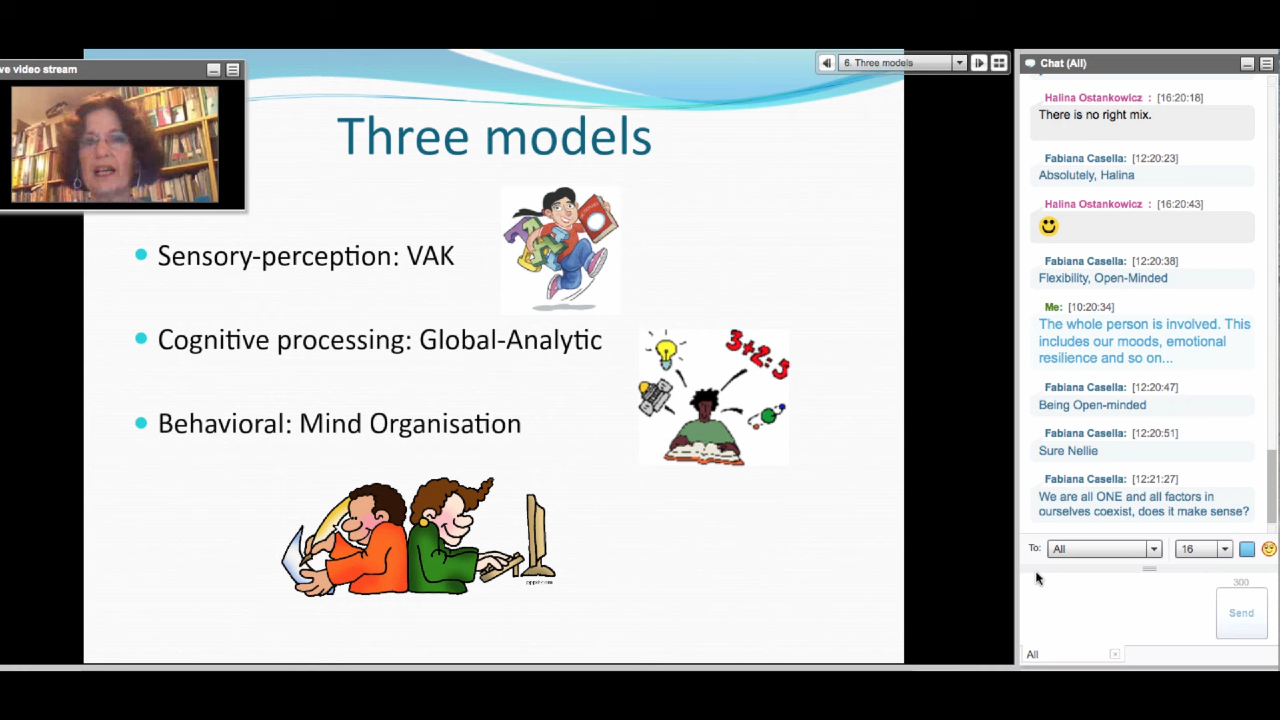 ve video stream
6. Three models
Three models
Sensory-perception: VAK
Cognitive processing: Global-Analytic
Behavioral: Mind Organisation
3+2=5
pppst.com
Chat (All)
Halina Ostankowicz : [16:20:18]
There is no right mix.
Fabiana Casella: [12:20:23]
Absolutely, Halina
Halina Ostankowicz : [16:20:43]
Fabiana Casella: [12:20:38]
Flexibility, Open-Minded
Me: [10:20:34]
The whole person is involved. This
includes our moods, emotional
resilience and so on...
Fabiana Casella: [12:20:47]
Being Open-minded
Fabiana Casella: [12:20:51]
Sure Nellie
Fabiana Casella: [12:21:27]
We are all ONE and all factors in
ourselves coexist, does it make sense?
To: All 16
300
Send
All